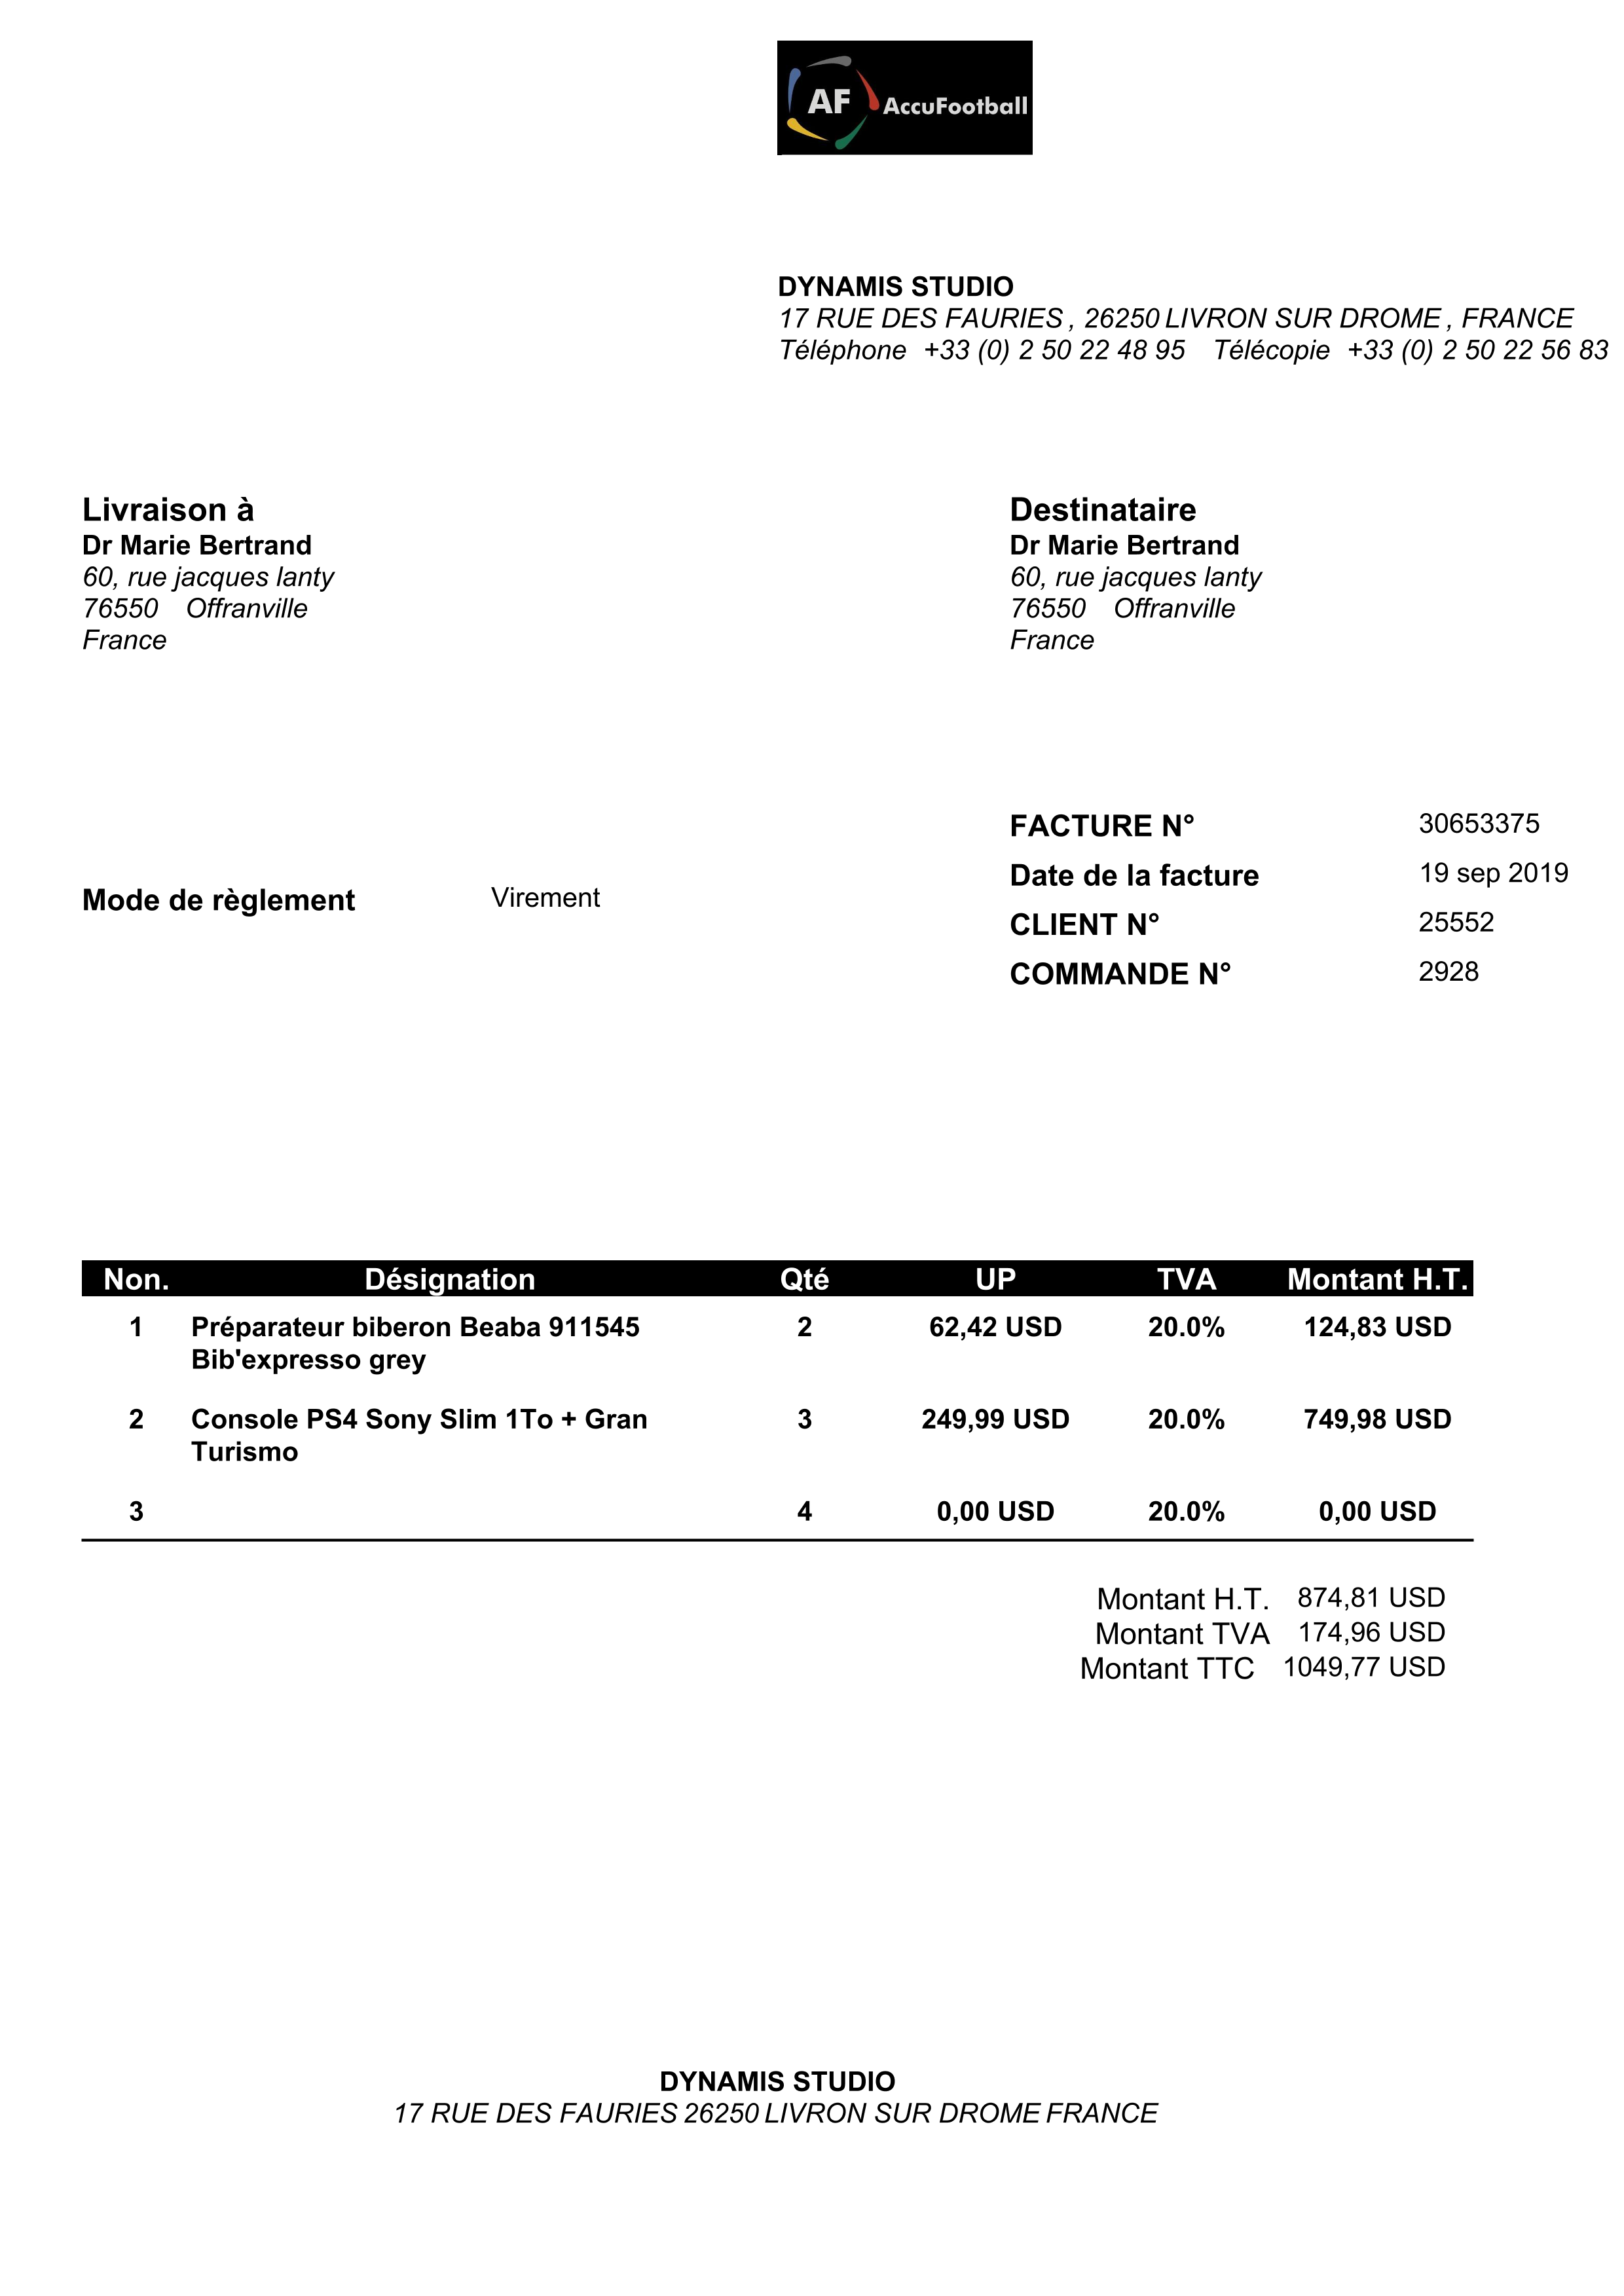 AF AccuFootball
DYNAMIS STUDIO
17 RUE DES FAURIES , 26250 LIVRON SUR DROME , FRANCE
Téléphone +33 (0) 2 50 22 48 95 Télécopie +33 (0) 2 50 22 56 83
Livraison à
Dr Marie Bertrand
60, rue jacques lanty
76550 Offranville
France
Destinataire
Dr Marie Bertrand
60, rue jacques lanty
76550 Offranville
France
Mode de règlement Virement
FACTURE N° 30653375
Date de la facture 19 sep 2019
CLIENT N° 25552
COMMANDE N° 2928
Non. Désignation Qté UP TVA Montant H.T.
1 Préparateur biberon Beaba 911545 2 62,42 USD 20.0% 124,83 USD
Bib'expresso grey
2 Console PS4 Sony Slim 1To + Gran 3 249,99 USD 20.0% 749,98 USD
Turismo
3 4 0,00 USD 20.0% 0,00 USD
Montant H.T. 874,81 USD
Montant TVA 174,96 USD
Montant TTC 1049,77 USD
DYNAMIS STUDIO
17 RUE DES FAURIES 26250 LIVRON SUR DROME FRANCE